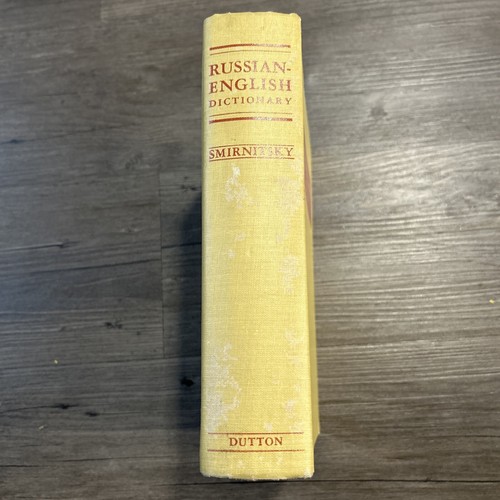 RUSSIAN-
ENGLISH
DICTIONARY
SMIRNITSKY
DUTTON